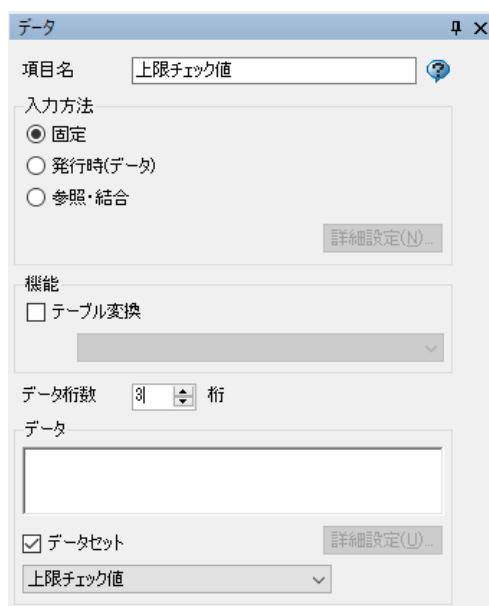 データ
項目名 上限チェック値
入力方法
固定
発行時(データ)
参照・結合
詳細設定(N)...
機能
テーブル変換
データ桁数 3 桁
データ
データセット 詳細設定(U)...
上限チェック値